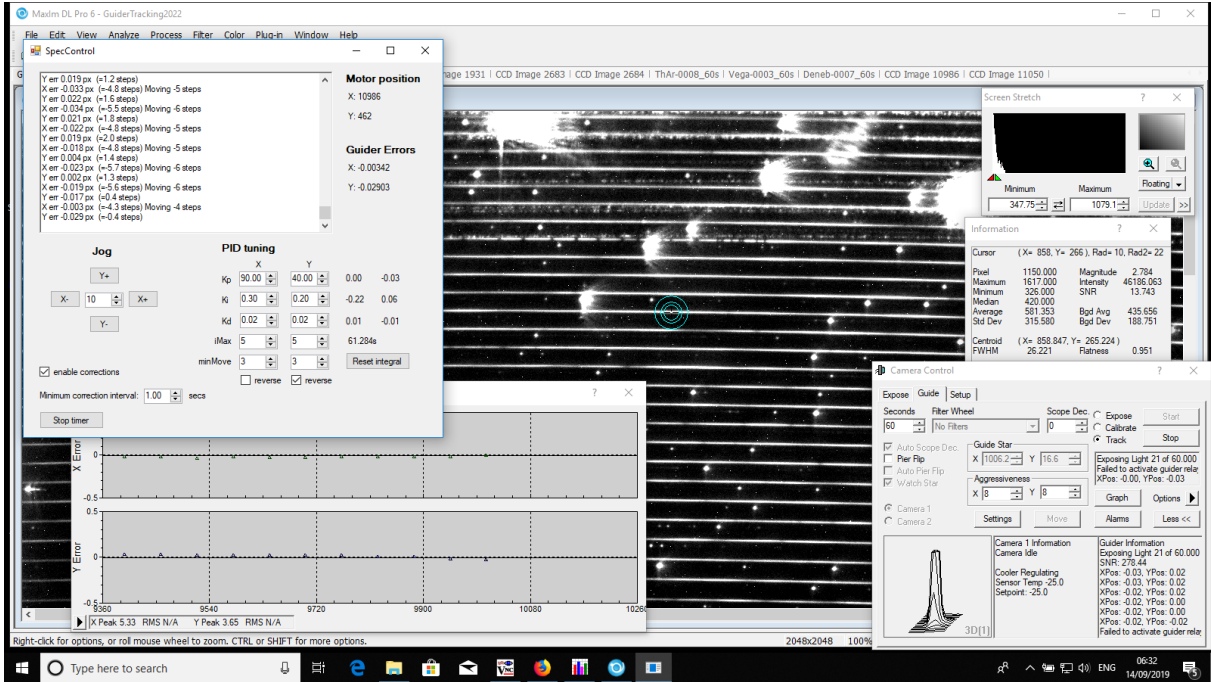 MaxIm DL Pro 6 - GuiderTracking2022
File Edit View Analyze Process Filter Color Plug-in Window Help
SpecControl
Y err 0.019 px (=1.2 steps)
X err -0.033 px (=-4.8 steps) Moving -5 steps
Y err 0.022 px (=1.6 steps)
X err -0.034 px (=-5.5 steps) Moving -6 steps
Y err 0.021 px (=1.8 steps)
X err -0.022 px (=-4.8 steps) Moving -5 steps
Y err 0.019 px (=2.0 steps)
X err -0.018 px (=-4.8 steps) Moving -5 steps
Y err 0.004 px (=1.4 steps)
X err -0.023 px (=-5.7 steps) Moving -6 steps
Y err 0.002 px (=1.3 steps)
X err -0.019 px (=-5.6 steps) Moving -6 steps
Y err -0.017 px (=0.4 steps)
X err -0.003 px (=-4.3 steps) Moving -4 steps
Y err -0.029 px (=-0.4 steps)
Motor position
X: 10986
Y: 462
Guider Errors
X: -0.00342
Y: -0.02903
Jog
Y+
X- 10 X+
Y-
PID tuning
X Y
Kp 90.00 40.00 0.00 -0.03
Ki 0.30 0.20 -0.22 0.06
Kd 0.02 0.02 0.01 -0.01
iMax 5 5 61.284s
minMove 3 3 Reset integral
reverse reverse
enable corrections
Minimum correction interval: 1.00 secs
Stop timer
age 1931 | CCD Image 2683 | CCD Image 2684 | ThAr-0008_60s | Vega-0003_60s | Deneb-0007_60s | CCD Image 10986 | CCD Image 11050 |
Screen Stretch ?
Minimum Maximum
347.75 1079.1
Floating
Update >>
Information ?
Cursor ( X= 858, Y= 266 ), Rad= 10, Rad2= 22
Pixel 1150.000 Magnitude 2.784
Maximum 1617.000 Intensity 46186.063
Minimum 326.000 SNR 13.743
Median 420.000
Average 581.353 Bgd Avg 435.656
Std Dev 315.580 Bgd Dev 188.751
Centroid ( X= 858.847, Y= 265.224 )
FWHM 26.221 Flatness 0.951
Camera Control ?
Expose Guide Setup
Seconds Filter Wheel Scope Dec.
60 No Filters 0
Expose
Calibrate
Track
Start
Stop
Auto Scope Dec.
Pier Flip
Auto Pier Flip
Watch Star
Guide Star
X 1006.2 Y 16.6
Aggressiveness
X 8 Y 8
Exposing Light 21 of 60.000
Failed to activate guider relay
XPos: -0.00, YPos: -0.03
Camera 1
Camera 2
Graph Options
Settings Move Alarms Less <<
3D[1]
Camera 1 Information
Camera Idle
Cooler Regulating
Sensor Temp -25.0
Setpoint: -25.0
Guider Information
Exposing Light 21 of 60.000
SNR: 278.44
XPos: -0.03, YPos: 0.02
XPos: -0.03, YPos: 0.02
XPos: -0.02, YPos: 0.02
XPos: -0.02, YPos: 0.00
XPos: -0.02, YPos: 0.00
XPos: -0.02, YPos: -0.02
Failed to activate guider relay
?
X Error
0
-0.5
0.5
Y Error
0
-0.5
9360 9540 9720 9900 10080 10260
X Peak 5.33 RMS N/A Y Peak 3.65 RMS N/A
Right-click for options, or roll mouse wheel to zoom. CTRL or SHIFT for more options.
2048x2048 100%
Type here to search
ENG
06:32
14/09/2019